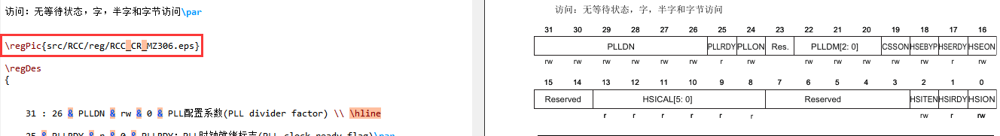 访问：无等待状态，字，半字和字节访问\par
\regPic{src/RCC/reg/RCC_CR_MZ306.eps}
\regDes
{
31 : 26 & PLLDN & rw & 0 & PLL配置系数(PLL divider factor) \\ \hline
25 & PLLRDY & r & 0 & PLLRDY: PLL时钟就绪标志(PLL clock ready flag)\par
访问：无等待状态，字，半字和字节访问
31 30 29 28 27 26 25 24 23 22 21 20 19 18 17 16
PLLDN PLLRDY PLLON Res. PLLDM[2: 0] CSSON HSEBYP HSERDY HSEON
rw rw rw rw rw rw r rw rw rw rw rw rw r rw
15 14 13 12 11 10 9 8 7 6 5 4 3 2 1 0
Reserved HSICAL[5: 0] Reserved HSITEN HSIRDY HSION
r r r r r r rw r rw